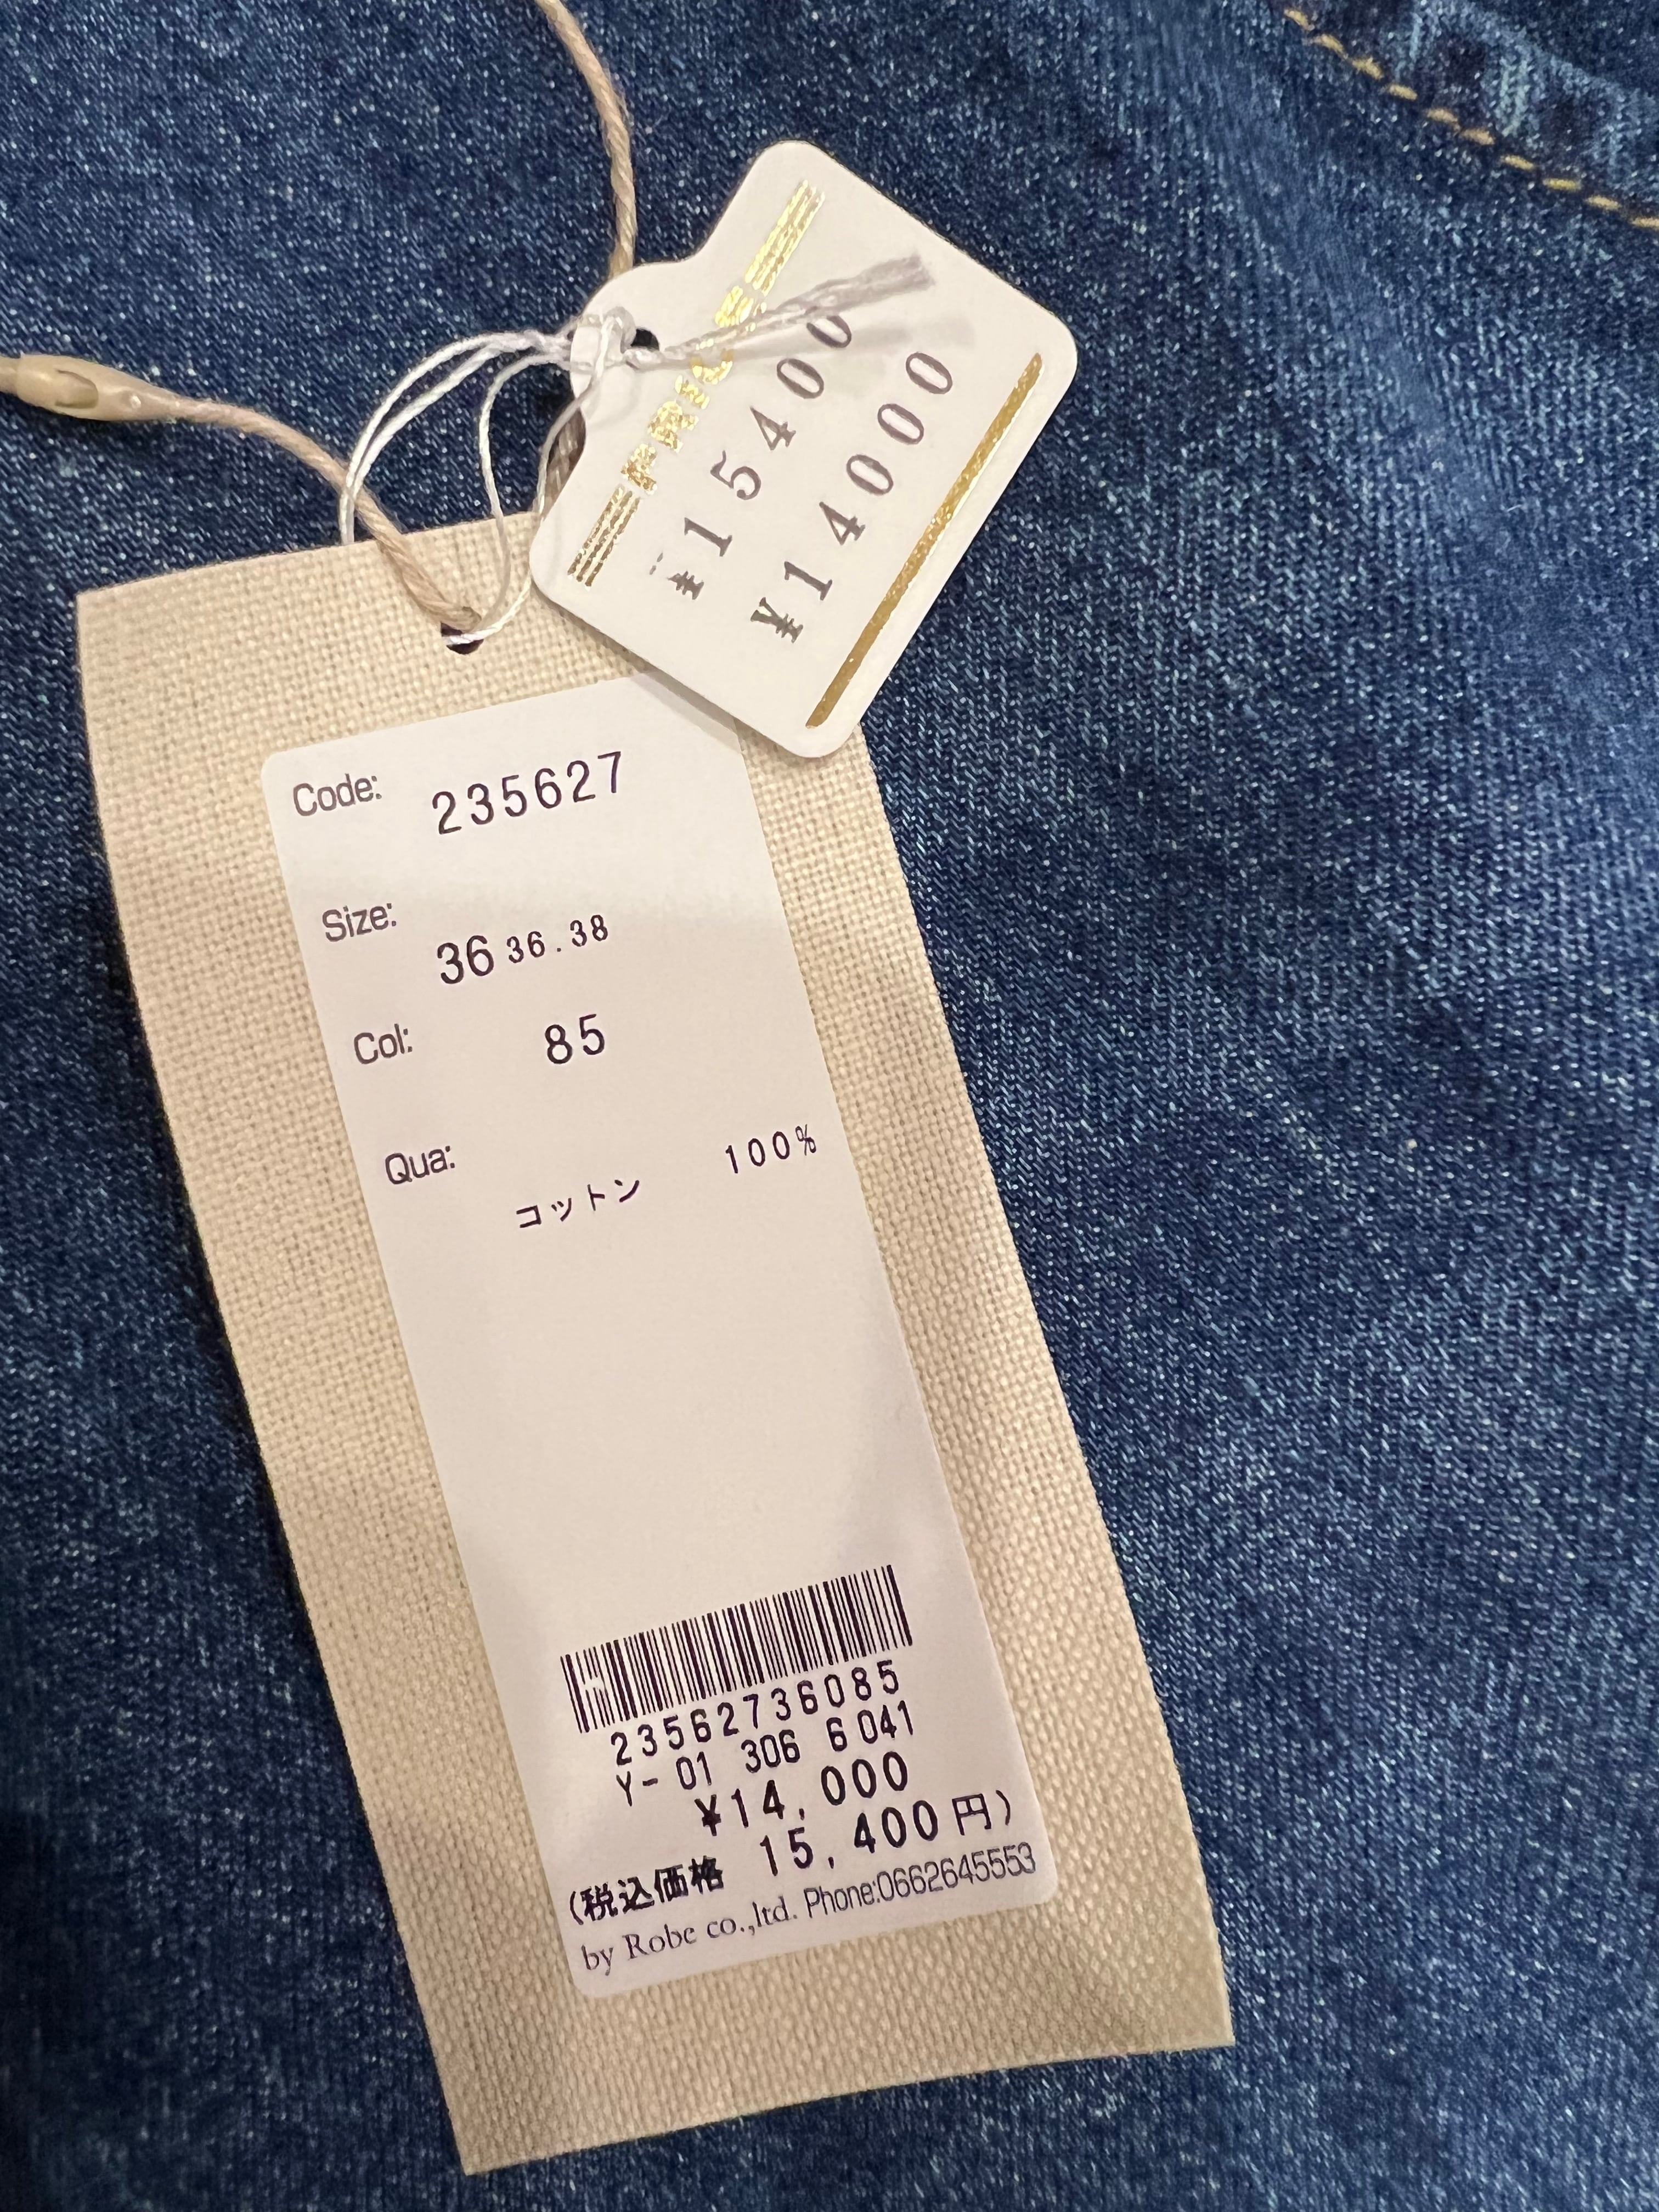 PRICE
¥15400
¥14000
Code: 235627
Size: 36 36.38
Col: 85
Qua: コットン 100%
23562736085
Y- 01 306 6041
¥14,000
(税込価格 15,400円)
by Robe co.,ltd. Phone:0662645553